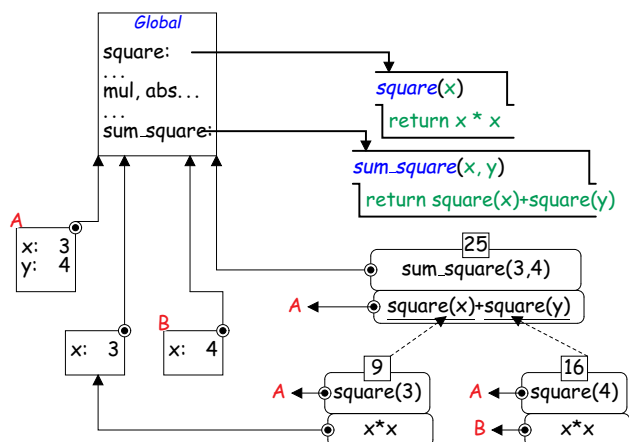 Global
square:
...
mul, abs...
...
sum_square:
square(x)
return x * x
sum_square(x, y)
return square(x)+square(y)
A
x: 3
y: 4
25
sum_square(3,4)
A
square(x)+square(y)
x: 3
B
x: 4
9
A
square(3)
x*x
16
A
square(4)
B
x*x